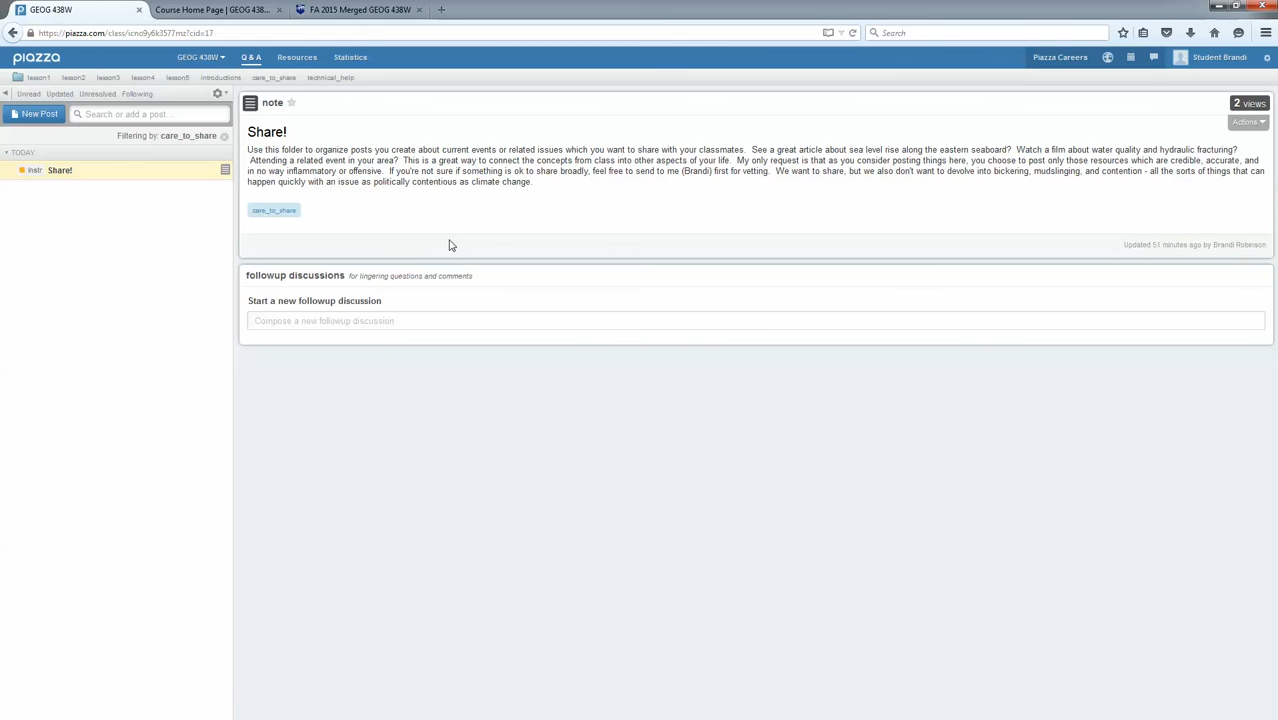 GEOG 438W
Course Home Page | GEOG 438...
FA 2015 Merged GEOG 438W
https://piazza.com/class/icno9y6k3577mz?cid=17
Search
piazza
GEOG 438W
Q & A
Resources
Statistics
Piazza Careers
Student Brandi
lesson1
lesson2
lesson3
lesson4
lesson5
introductions
care_to_share
technical_help
Unread
Updated
Unresolved
Following
New Post
Search or add a post...
Filtering by: care_to_share
TODAY
instr
Share!
note
2 views
Actions
Share!
Use this folder to organize posts you create about current events or related issues which you want to share with your classmates. See a great article about sea level rise along the eastern seaboard? Watch a film about water quality and hydraulic fracturing?
Attending a related event in your area? This is a great way to connect the concepts from class into other aspects of your life. My only request is that as you consider posting things here, you choose to post only those resources which are credible, accurate, and
in no way inflammatory or offensive. If you're not sure if something is ok to share broadly, feel free to send to me (Brandi) first for vetting. We want to share, but we also don't want to devolve into bickering, mudslinging, and contention - all the sorts of things that can
happen quickly with an issue as politically contentious as climate change.
care_to_share
Updated 51 minutes ago by Brandi Robinson
followup discussions for lingering questions and comments
Start a new followup discussion
Compose a new followup discussion